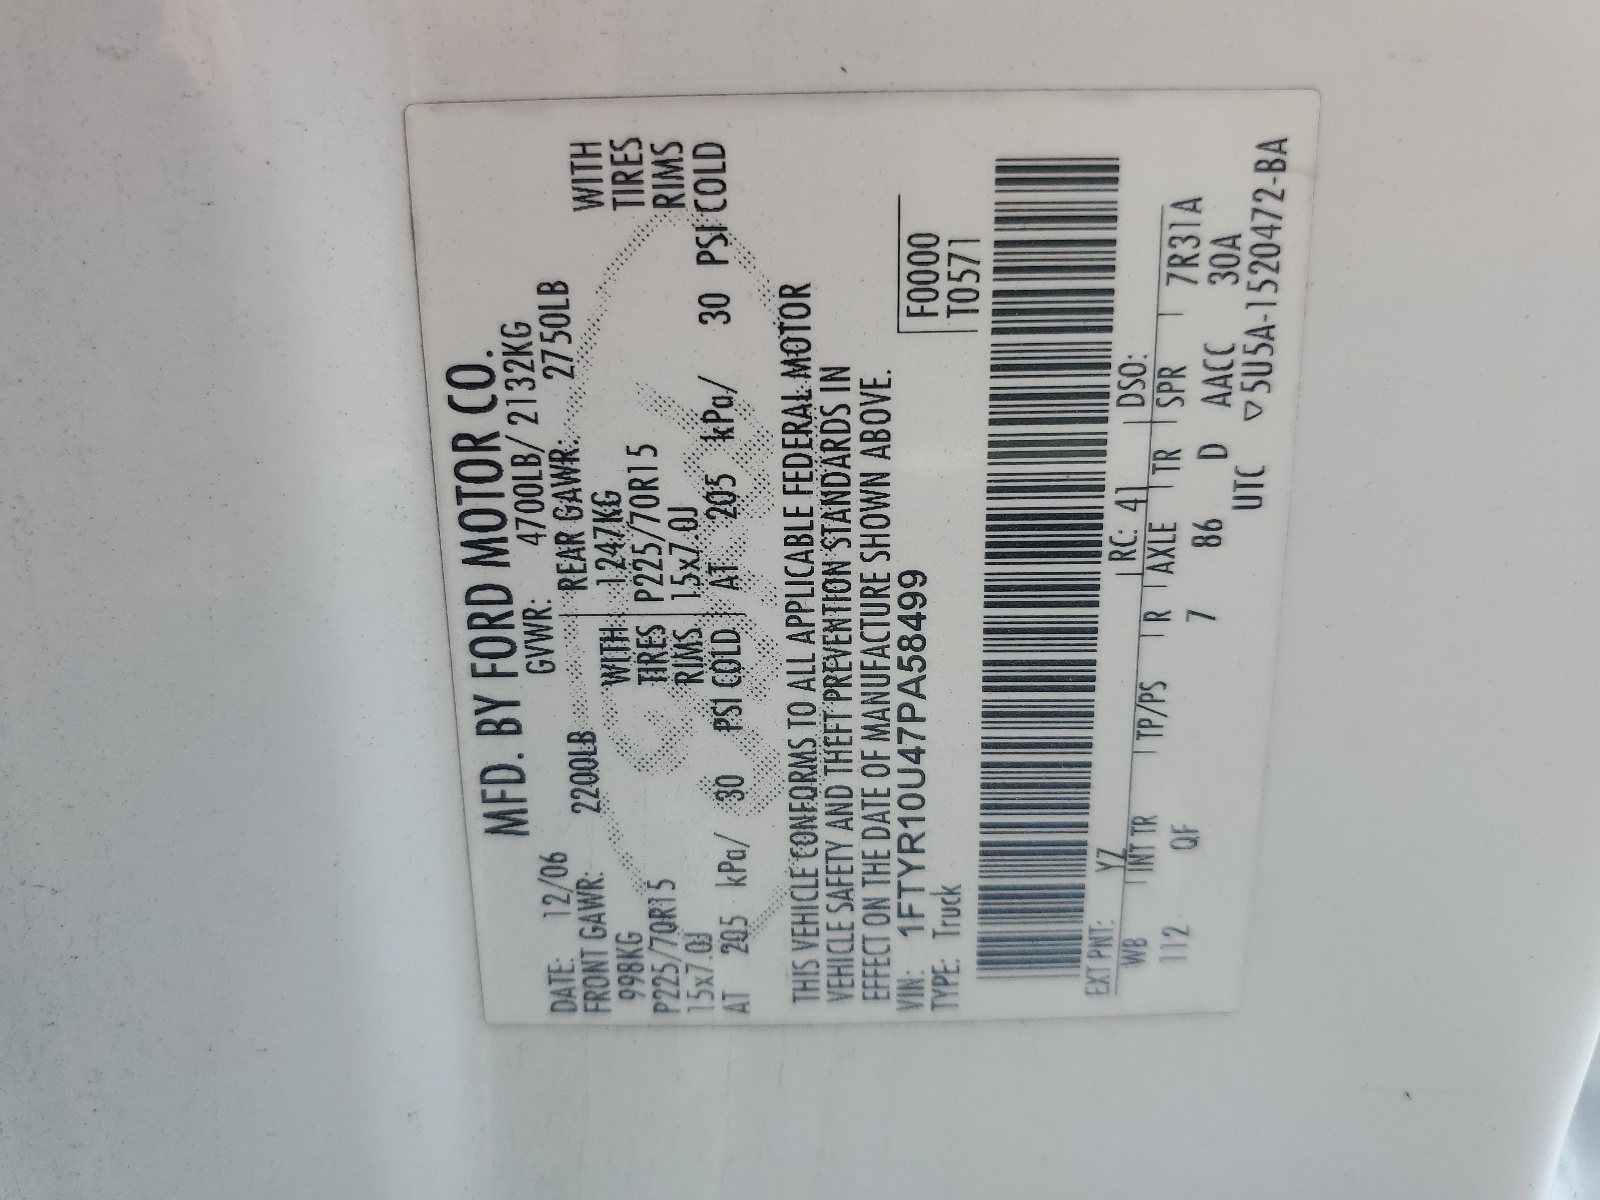 MFD. BY FORD MOTOR CO.
DATE: 12/06 GVWR: 4700LB/ 2132KG
FRONT GAWR: 2200LB REAR GAWR: 2750LB
998KG WITH 1247KG WITH
P225/70R15 TIRES P225/70R15 TIRES
15x7.0J RIMS 15x7.0J RIMS
AT 205 kPa/ 30 PSI COLD AT 205 kPa/ 30 PSI COLD
THIS VEHICLE CONFORMS TO ALL APPLICABLE FEDERAL MOTOR
VEHICLE SAFETY AND THEFT PREVENTION STANDARDS IN
EFFECT ON THE DATE OF MANUFACTURE SHOWN ABOVE.
VIN: 1FTYR10U47PA58499 F0000
TYPE: Truck T0571
EXT PNT: YZ RC: 41 DSO:
WB INT TR TP/PS R AXLE TR SPR 7R31A
112 QF 7 86 D AACC 30A
UTC ▽5U5A-1520472-BA